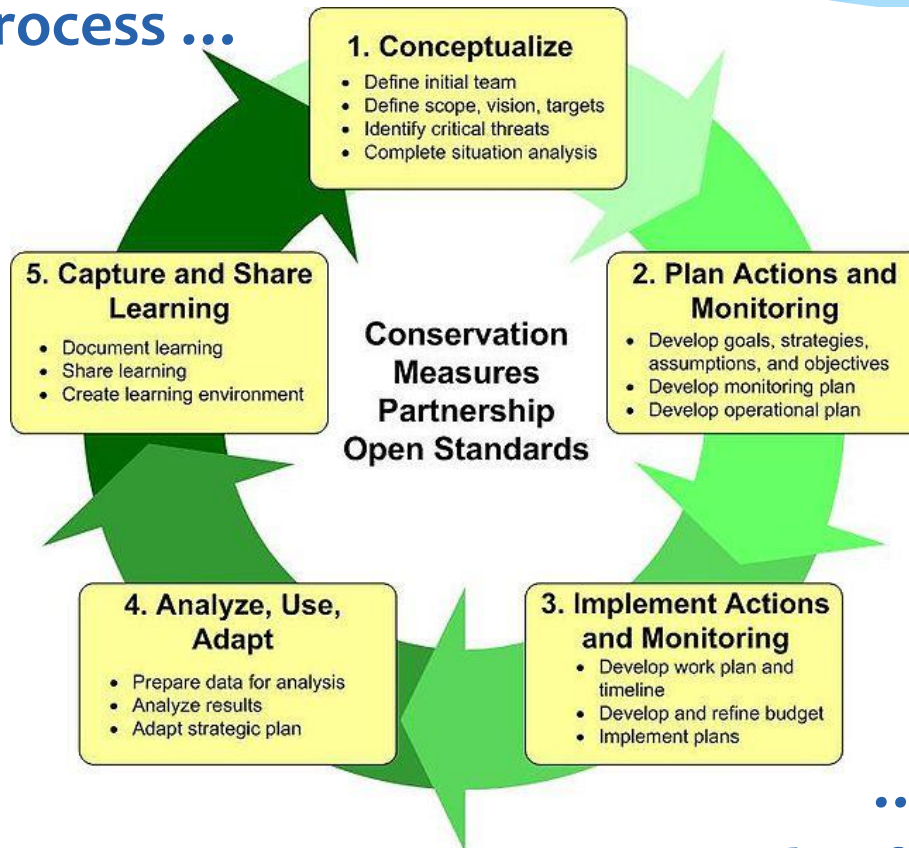 rocess ...
1. Conceptualize
• Define initial team
• Define scope, vision, targets
• Identify critical threats
• Complete situation analysis
5. Capture and Share
Learning
• Document learning
• Share learning
• Create learning environment
Conservation
Measures
Partnership
Open Standards
2. Plan Actions and
Monitoring
• Develop goals, strategies,
assumptions, and objectives
• Develop monitoring plan
• Develop operational plan
4. Analyze, Use,
Adapt
• Prepare data for analysis
• Analyze results
• Adapt strategic plan
3. Implement Actions
and Monitoring
• Develop work plan and
timeline
• Develop and refine budget
• Implement plans
..